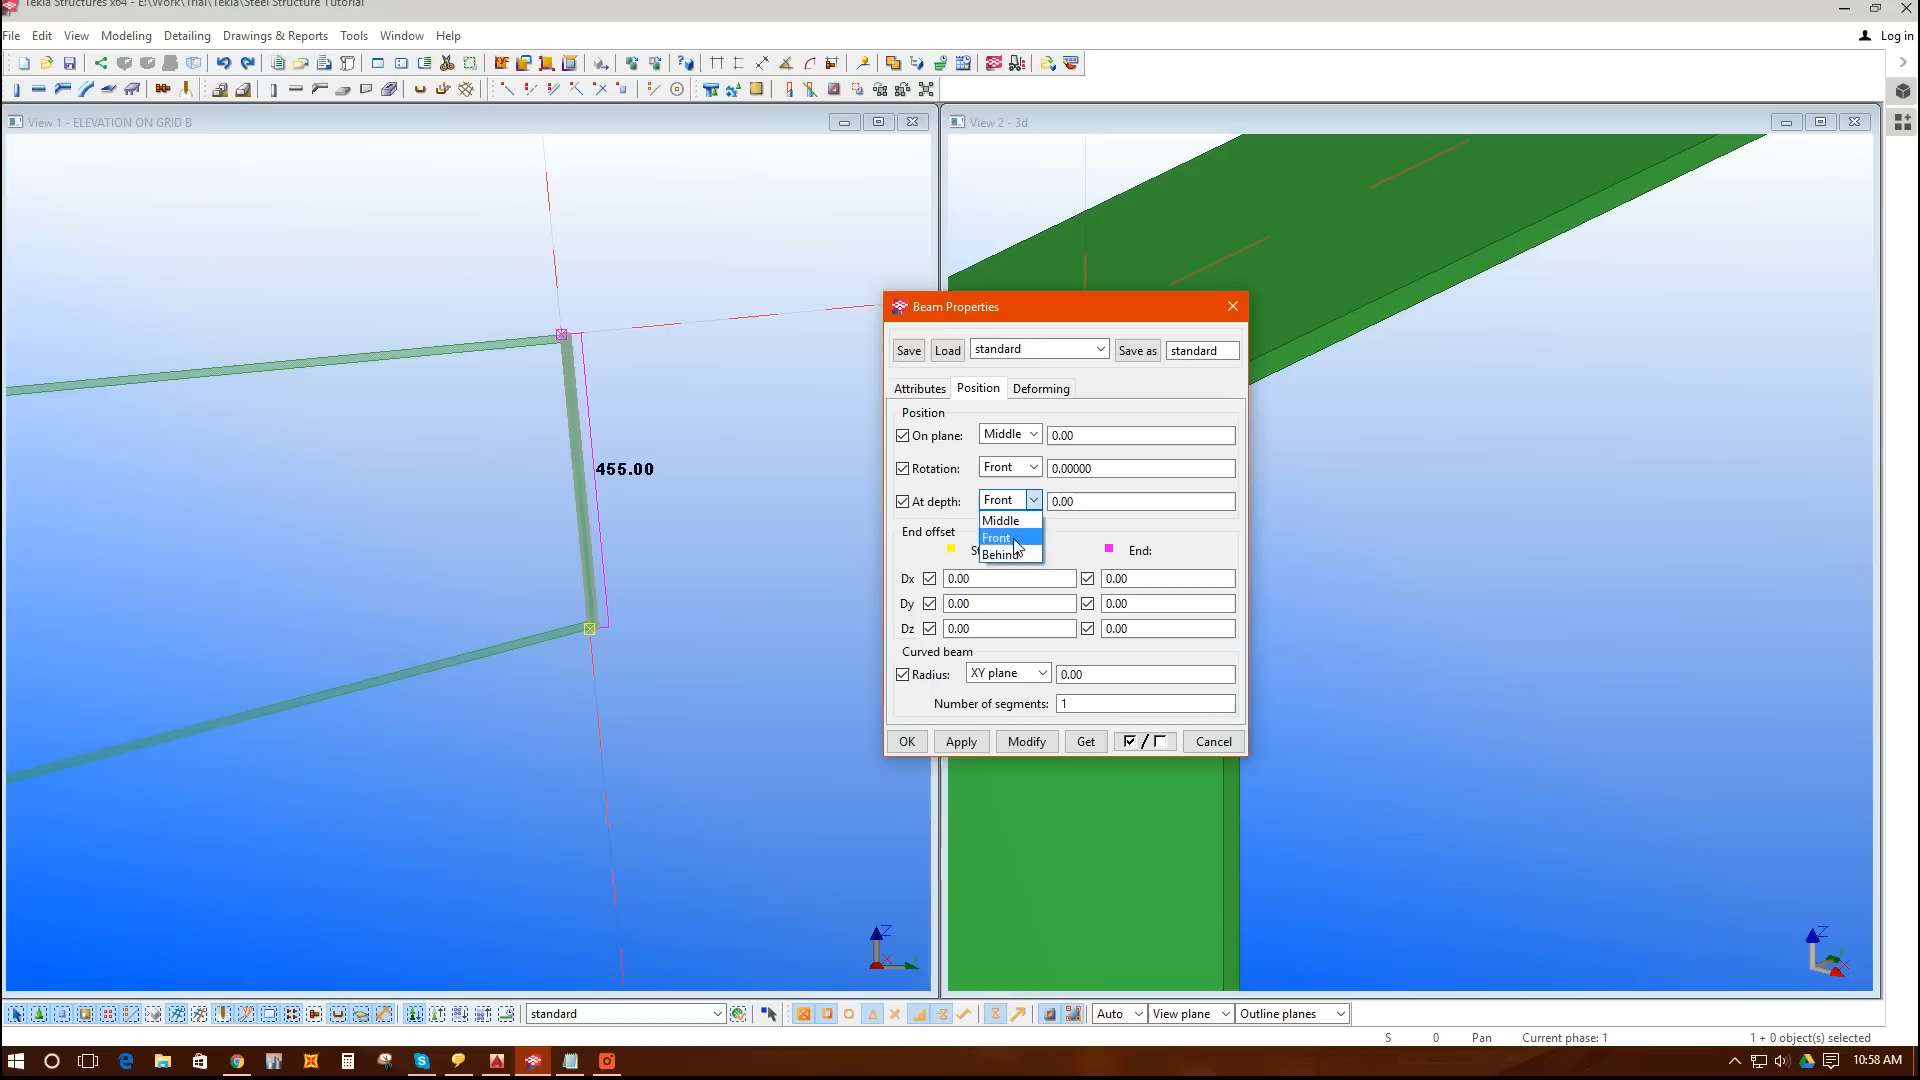 Tekla Structures x64 - E:\Work\Trial\Tekla\Steel Structure Tutorial
File Edit View Modeling Detailing Drawings & Reports Tools Window Help
Log in
View 1 - ELEVATION ON GRID B
View 2 - 3d
455.00
Z
X
Y
Z
Y
X
Beam Properties
Save Load standard Save as standard
Attributes Position Deforming
Position
On plane: Middle 0.00
Rotation: Front 0.00000
At depth: Front 0.00
Middle
Front
Behind
End offset
End:
Dx 0.00 0.00
Dy 0.00 0.00
Dz 0.00 0.00
Curved beam
Radius: XY plane 0.00
Number of segments: 1
OK Apply Modify Get / Cancel
standard
Auto View plane Outline planes
S 0 Pan Current phase: 1 1 + 0 object(s) selected
10:58 AM